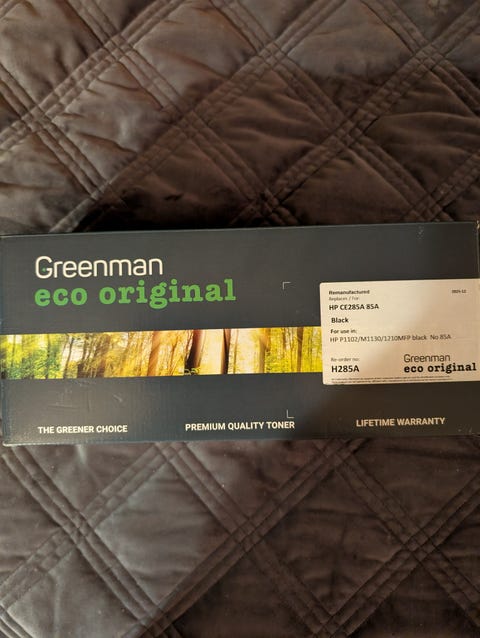 Greenman
eco original
Remanufactured
Replaces / For:
HP CE285A 85A
Black
For use in:
HP P1102/M1130/1210MFP black No 85A
Re-order no:
H285A
Greenman
eco original
THE GREENER CHOICE
PREMIUM QUALITY TONER
LIFETIME WARRANTY